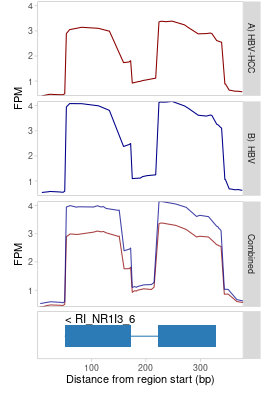 4
3
2
1
FPM
A) HBV-HCC
4
3
2
1
FPM
B) HBV
4
3
2
1
FPM
Combined
< RI_NR1I3_6
100
200
300
Distance from region start (bp)